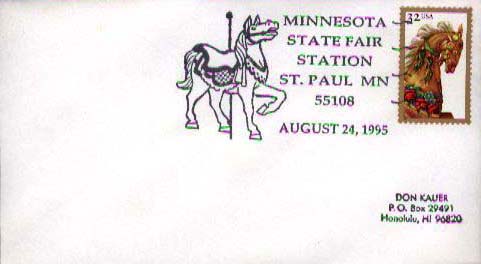 MINNESOTA
STATE FAIR
STATION
ST. PAUL MN
55108
AUGUST 24, 1995
32 USA
DON KAUER
P. O. Box 29491
Honolulu, HI 96820